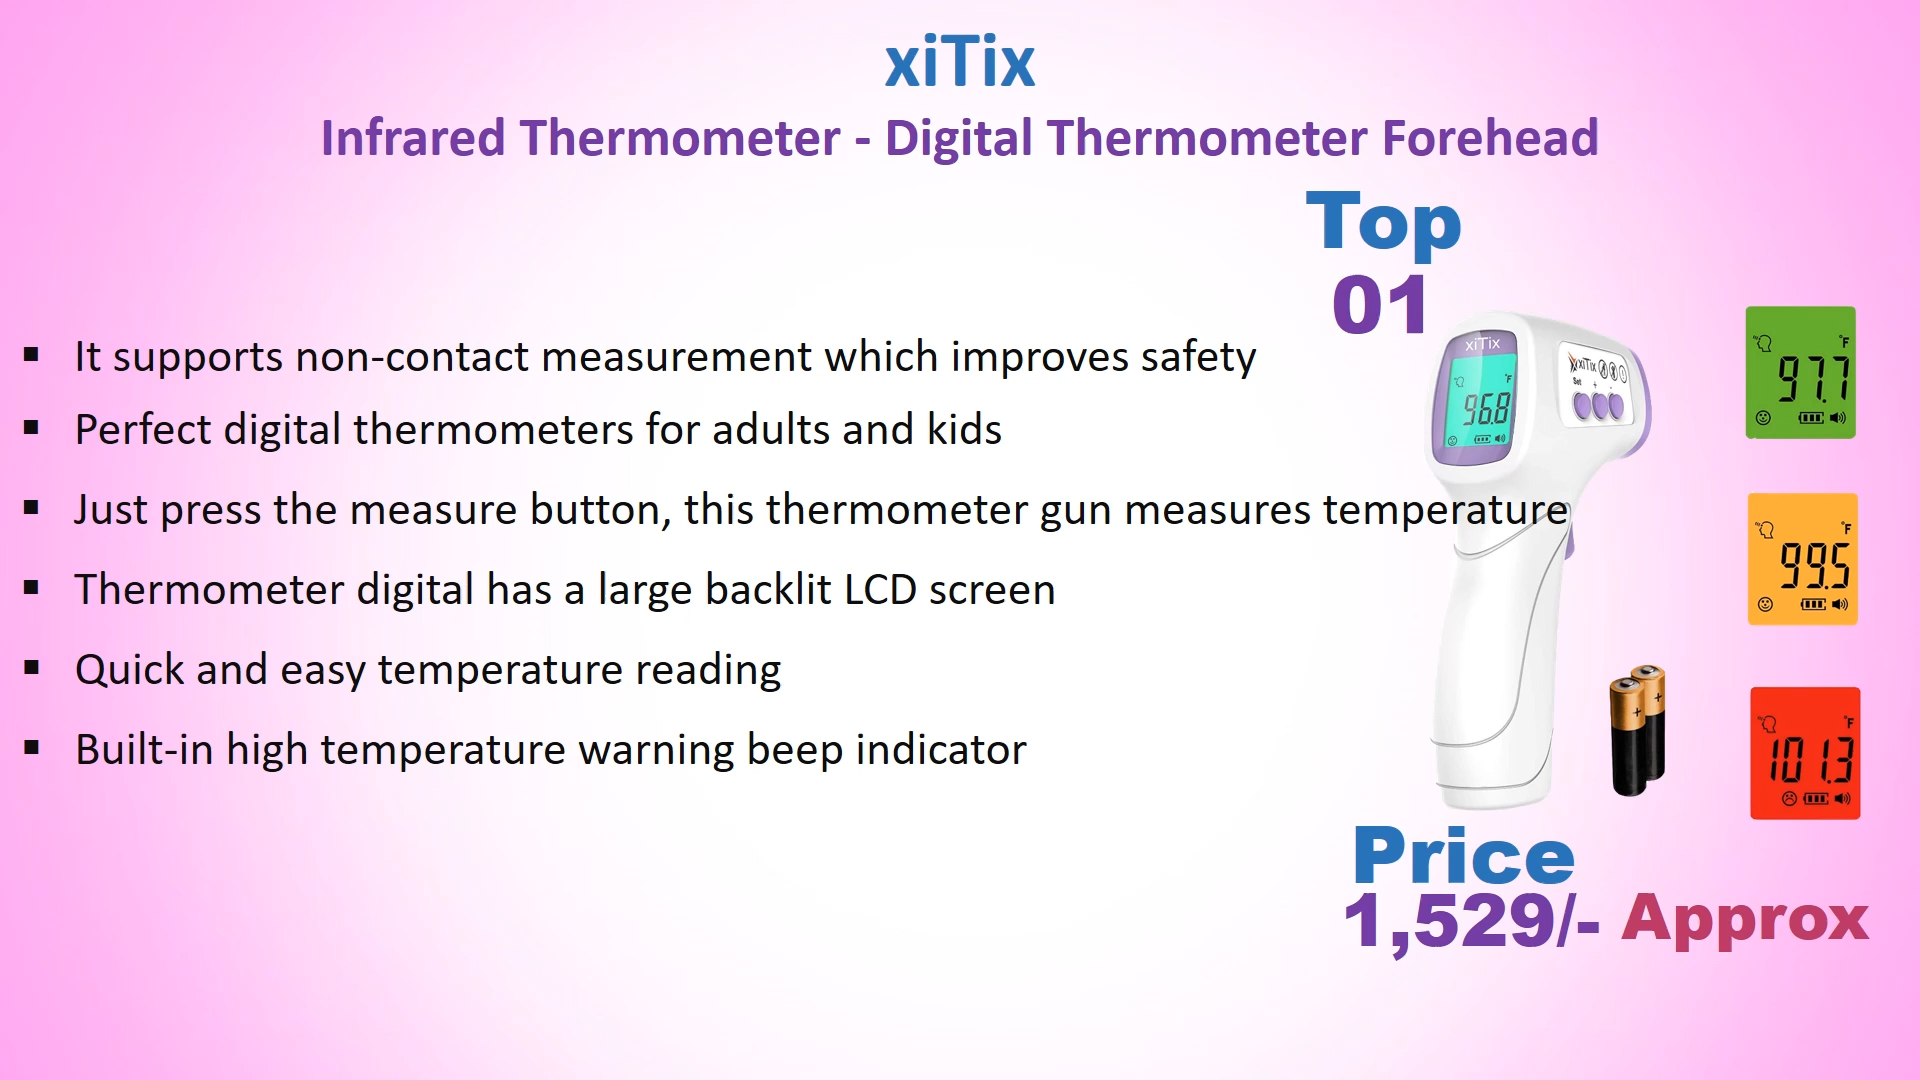 xiTix
Infrared Thermometer - Digital Thermometer Forehead
Top
01
▪ It supports non-contact measurement which improves safety
▪ Perfect digital thermometers for adults and kids
▪ Just press the measure button, this thermometer gun measures temperature
▪ Thermometer digital has a large backlit LCD screen
▪ Quick and easy temperature reading
▪ Built-in high temperature warning beep indicator
xiTix
°F
96.8
xiTix
Set + -
°F
97.7
°F
99.5
°F
101.3
+ +
Price
1,529/- Approx